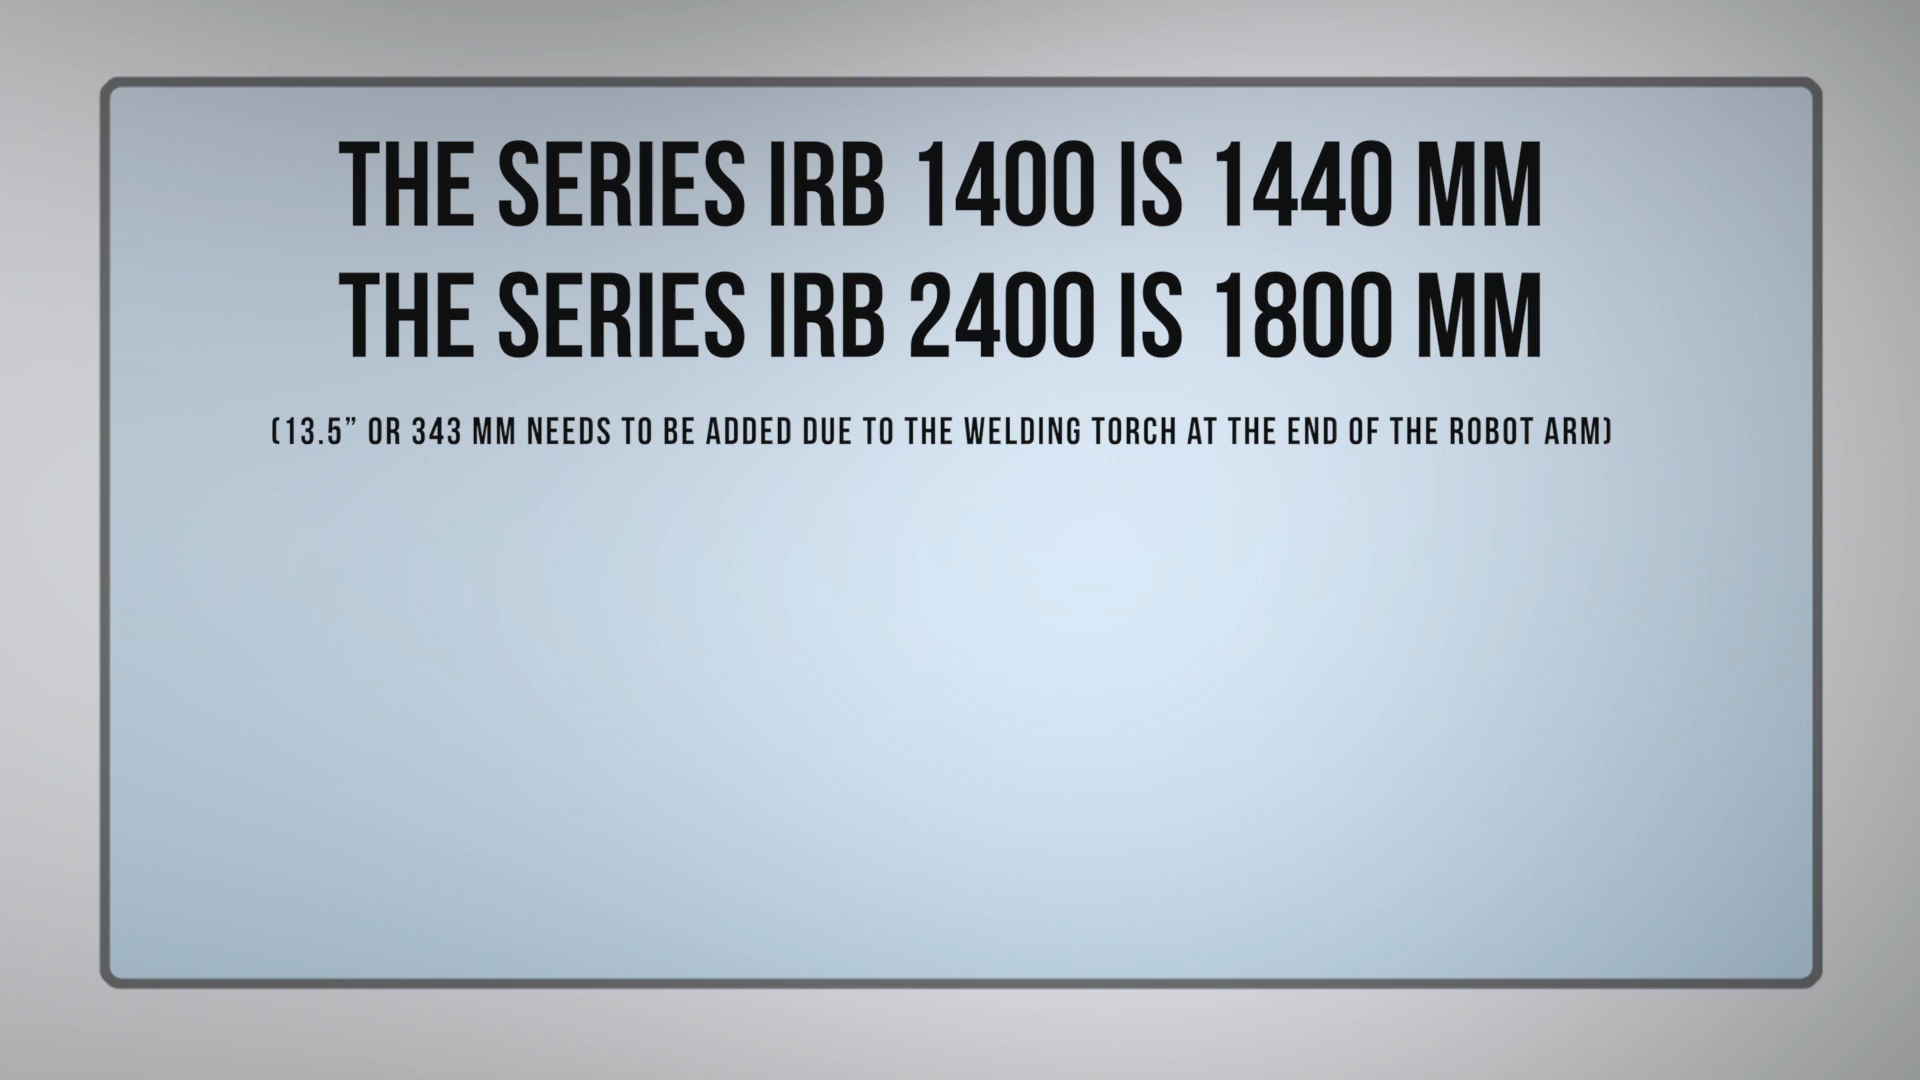 THE SERIES IRB 1400 IS 1440 MM
THE SERIES IRB 2400 IS 1800 MM
(13.5” OR 343 MM NEEDS TO BE ADDED DUE TO THE WELDING TORCH AT THE END OF THE ROBOT ARM)